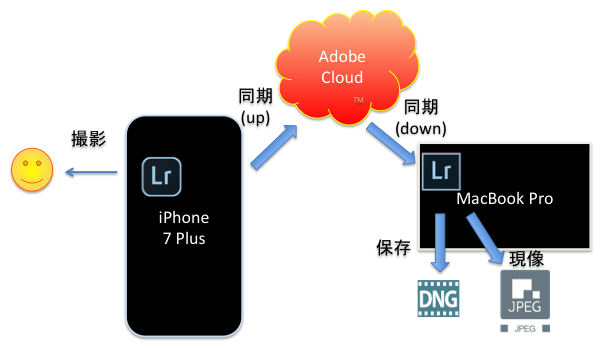 Adobe
Cloud
TM
同期
(up)
同期
(down)
撮影
Lr
iPhone
7 Plus
Lr
MacBook Pro
保存
現像
DNG
JPEG
JPEG